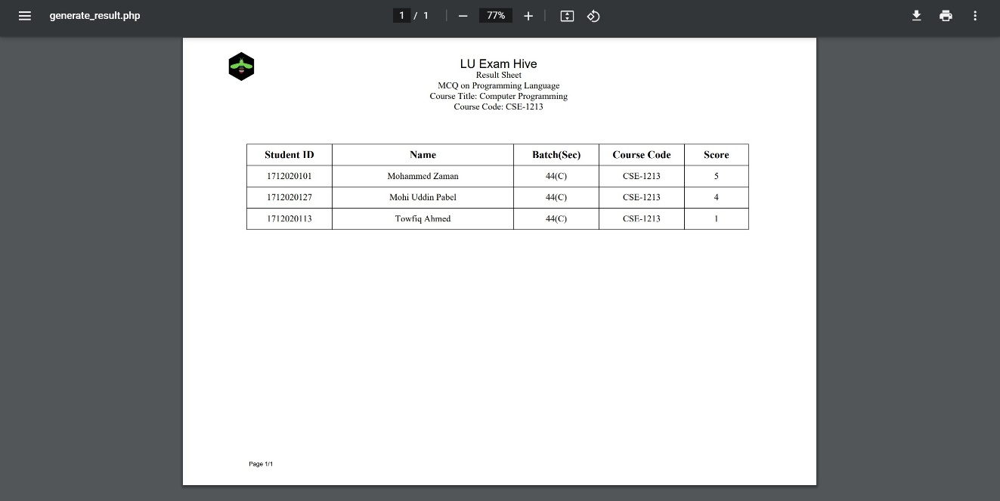 generate_result.php 1 / 1 77%
LU Exam Hive
Result Sheet
MCQ on Programming Language
Course Title: Computer Programming
Course Code: CSE-1213
Student ID Name Batch(Sec) Course Code Score
1712020101 Mohammed Zaman 44(C) CSE-1213 5
1712020127 Mohi Uddin Pabel 44(C) CSE-1213 4
1712020113 Towfiq Ahmed 44(C) CSE-1213 1
Page 1/1